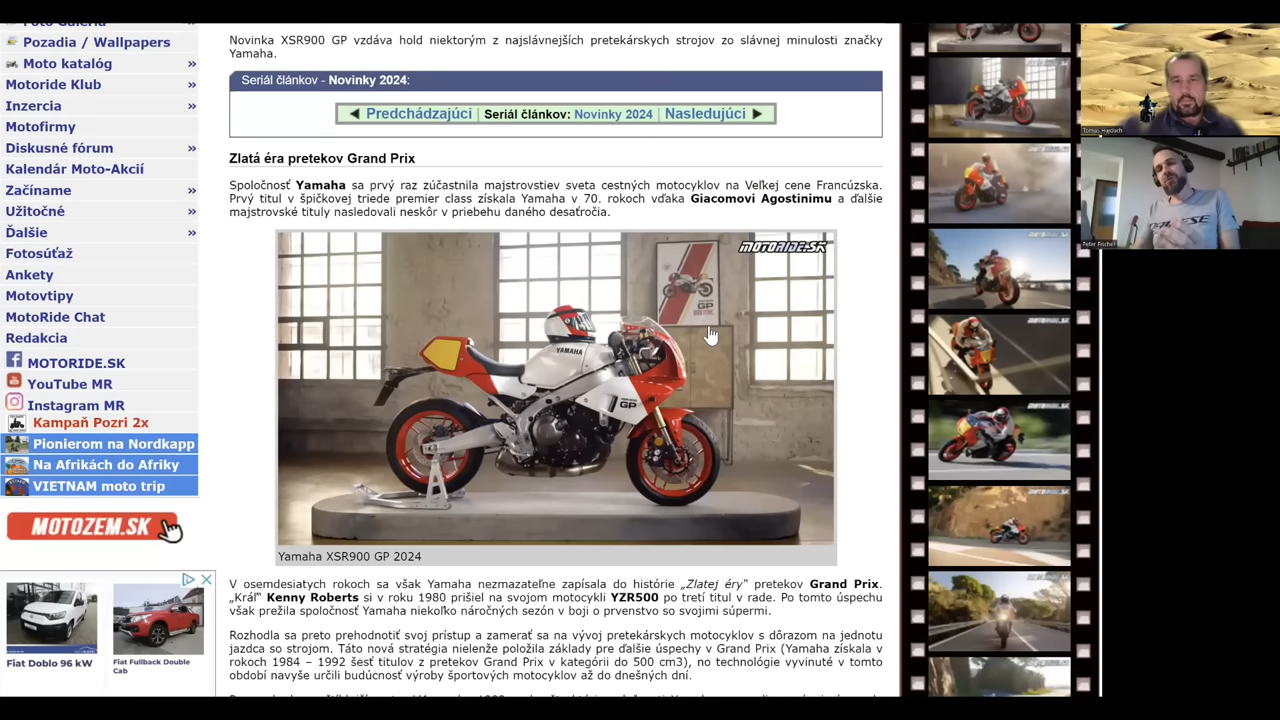 Foto Galéria
Pozadia / Wallpapers
Moto katalóg »
Motoride Klub »
Inzercia »
Motofirmy
Diskusné fórum »
Kalendár Moto-Akcií
Začíname »
Užitočné »
Ďalšie »
Fotosúťaž
Ankety
Motovtipy
MotoRide Chat
Redakcia
MOTORIDE.SK
YouTube MR
Instagram MR
Kampaň Pozri 2x
Pionierom na Nordkapp
Na Afrikách do Afriky
VIETNAM moto trip
MOTOZEM.SK
Fiat Doblo 96 kW
Fiat Fullback Double
Cab
Novinka XSR900 GP vzdáva hold niektorým z najslávnejších pretekárskych strojov zo slávnej minulosti značky
Yamaha.
Seriál článkov - Novinky 2024:
◄ Predchádzajúci | Seriál článkov: Novinky 2024 | Nasledujúci ►
Zlatá éra pretekov Grand Prix
Spoločnosť Yamaha sa prvý raz zúčastnila majstrovstiev sveta cestných motocyklov na Veľkej cene Francúzska.
Prvý titul v špičkovej triede premier class získala Yamaha v 70. rokoch vďaka Giacomovi Agostinimu a ďalšie
majstrovské tituly nasledovali neskôr v priebehu daného desaťročia.
MOTORIDE.SK
GP
YAMAHA
GP
Yamaha XSR900 GP 2024
V osemdesiatych rokoch sa však Yamaha nezmazateľne zapísala do histórie „Zlatej éry" pretekov Grand Prix.
„Kráľ" Kenny Roberts si v roku 1980 prišiel na svojom motocykli YZR500 po tretí titul v rade. Po tomto úspechu
však prežila spoločnosť Yamaha niekoľko náročných sezón v boji o prvenstvo so svojimi súpermi.
Rozhodla sa preto prehodnotiť svoj prístup a zamerať sa na vývoj pretekárskych motocyklov s dôrazom na jednotu
jazdca so strojom. Táto nová stratégia nielenže položila základy pre ďalšie úspechy v Grand Prix (Yamaha získala v
rokoch 1984 – 1992 šesť titulov z pretekov Grand Prix v kategórii do 500 cm3), no technológie vyvinuté v tomto
období navyše určili budúcnosť výroby športových motocyklov až do dnešných dní.
Tomas Hajduch
Peter Fischel